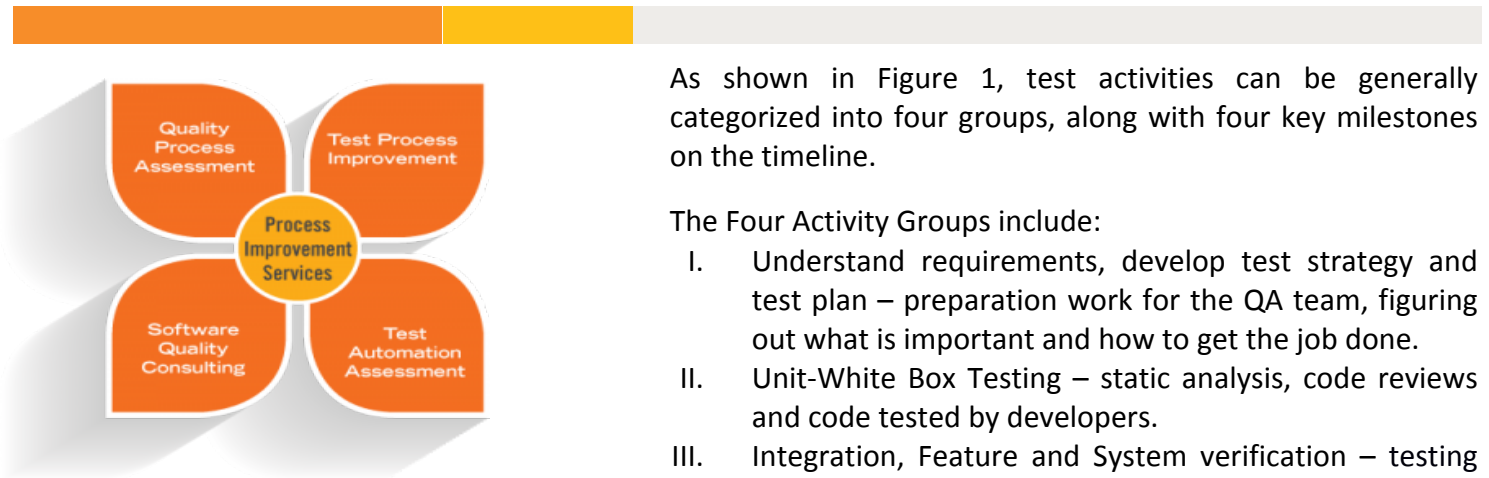 Quality
Process
Assessment
Test Process
Improvement
Process
Improvement
Services
Software
Quality
Consulting
Test
Automation
Assessment
As shown in Figure 1, test activities can be generally
categorized into four groups, along with four key milestones
on the timeline.
The Four Activity Groups include:
I. Understand requirements, develop test strategy and
test plan – preparation work for the QA team, figuring
out what is important and how to get the job done.
II. Unit-White Box Testing – static analysis, code reviews
and code tested by developers.
III. Integration, Feature and System verification – testing